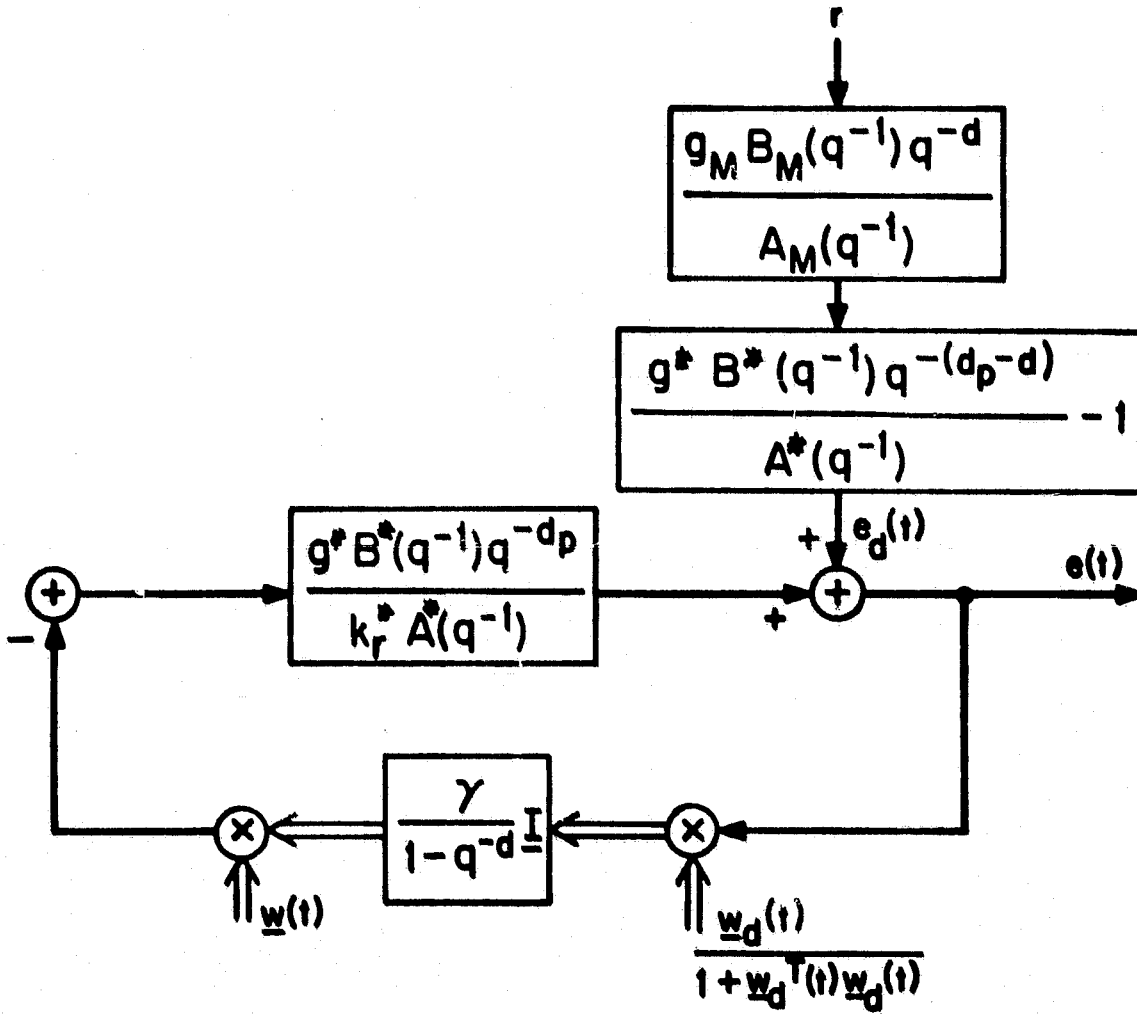 r
g_M B_M(q^{-1}) q^{-d}
A_M(q^{-1})
g* B* (q^{-1}) q^{-(d_p-d)}
- 1
A*(q^{-1})
+ e_d(t)
g* B*(q^{-1}) q^{-d_p}
k_r* A*(q^{-1})
+
+
e(t)
+
-
γ
1 - q^{-d} I
×
×
w(t)
w_d(t)
1 + w_d^T(t) w_d(t)